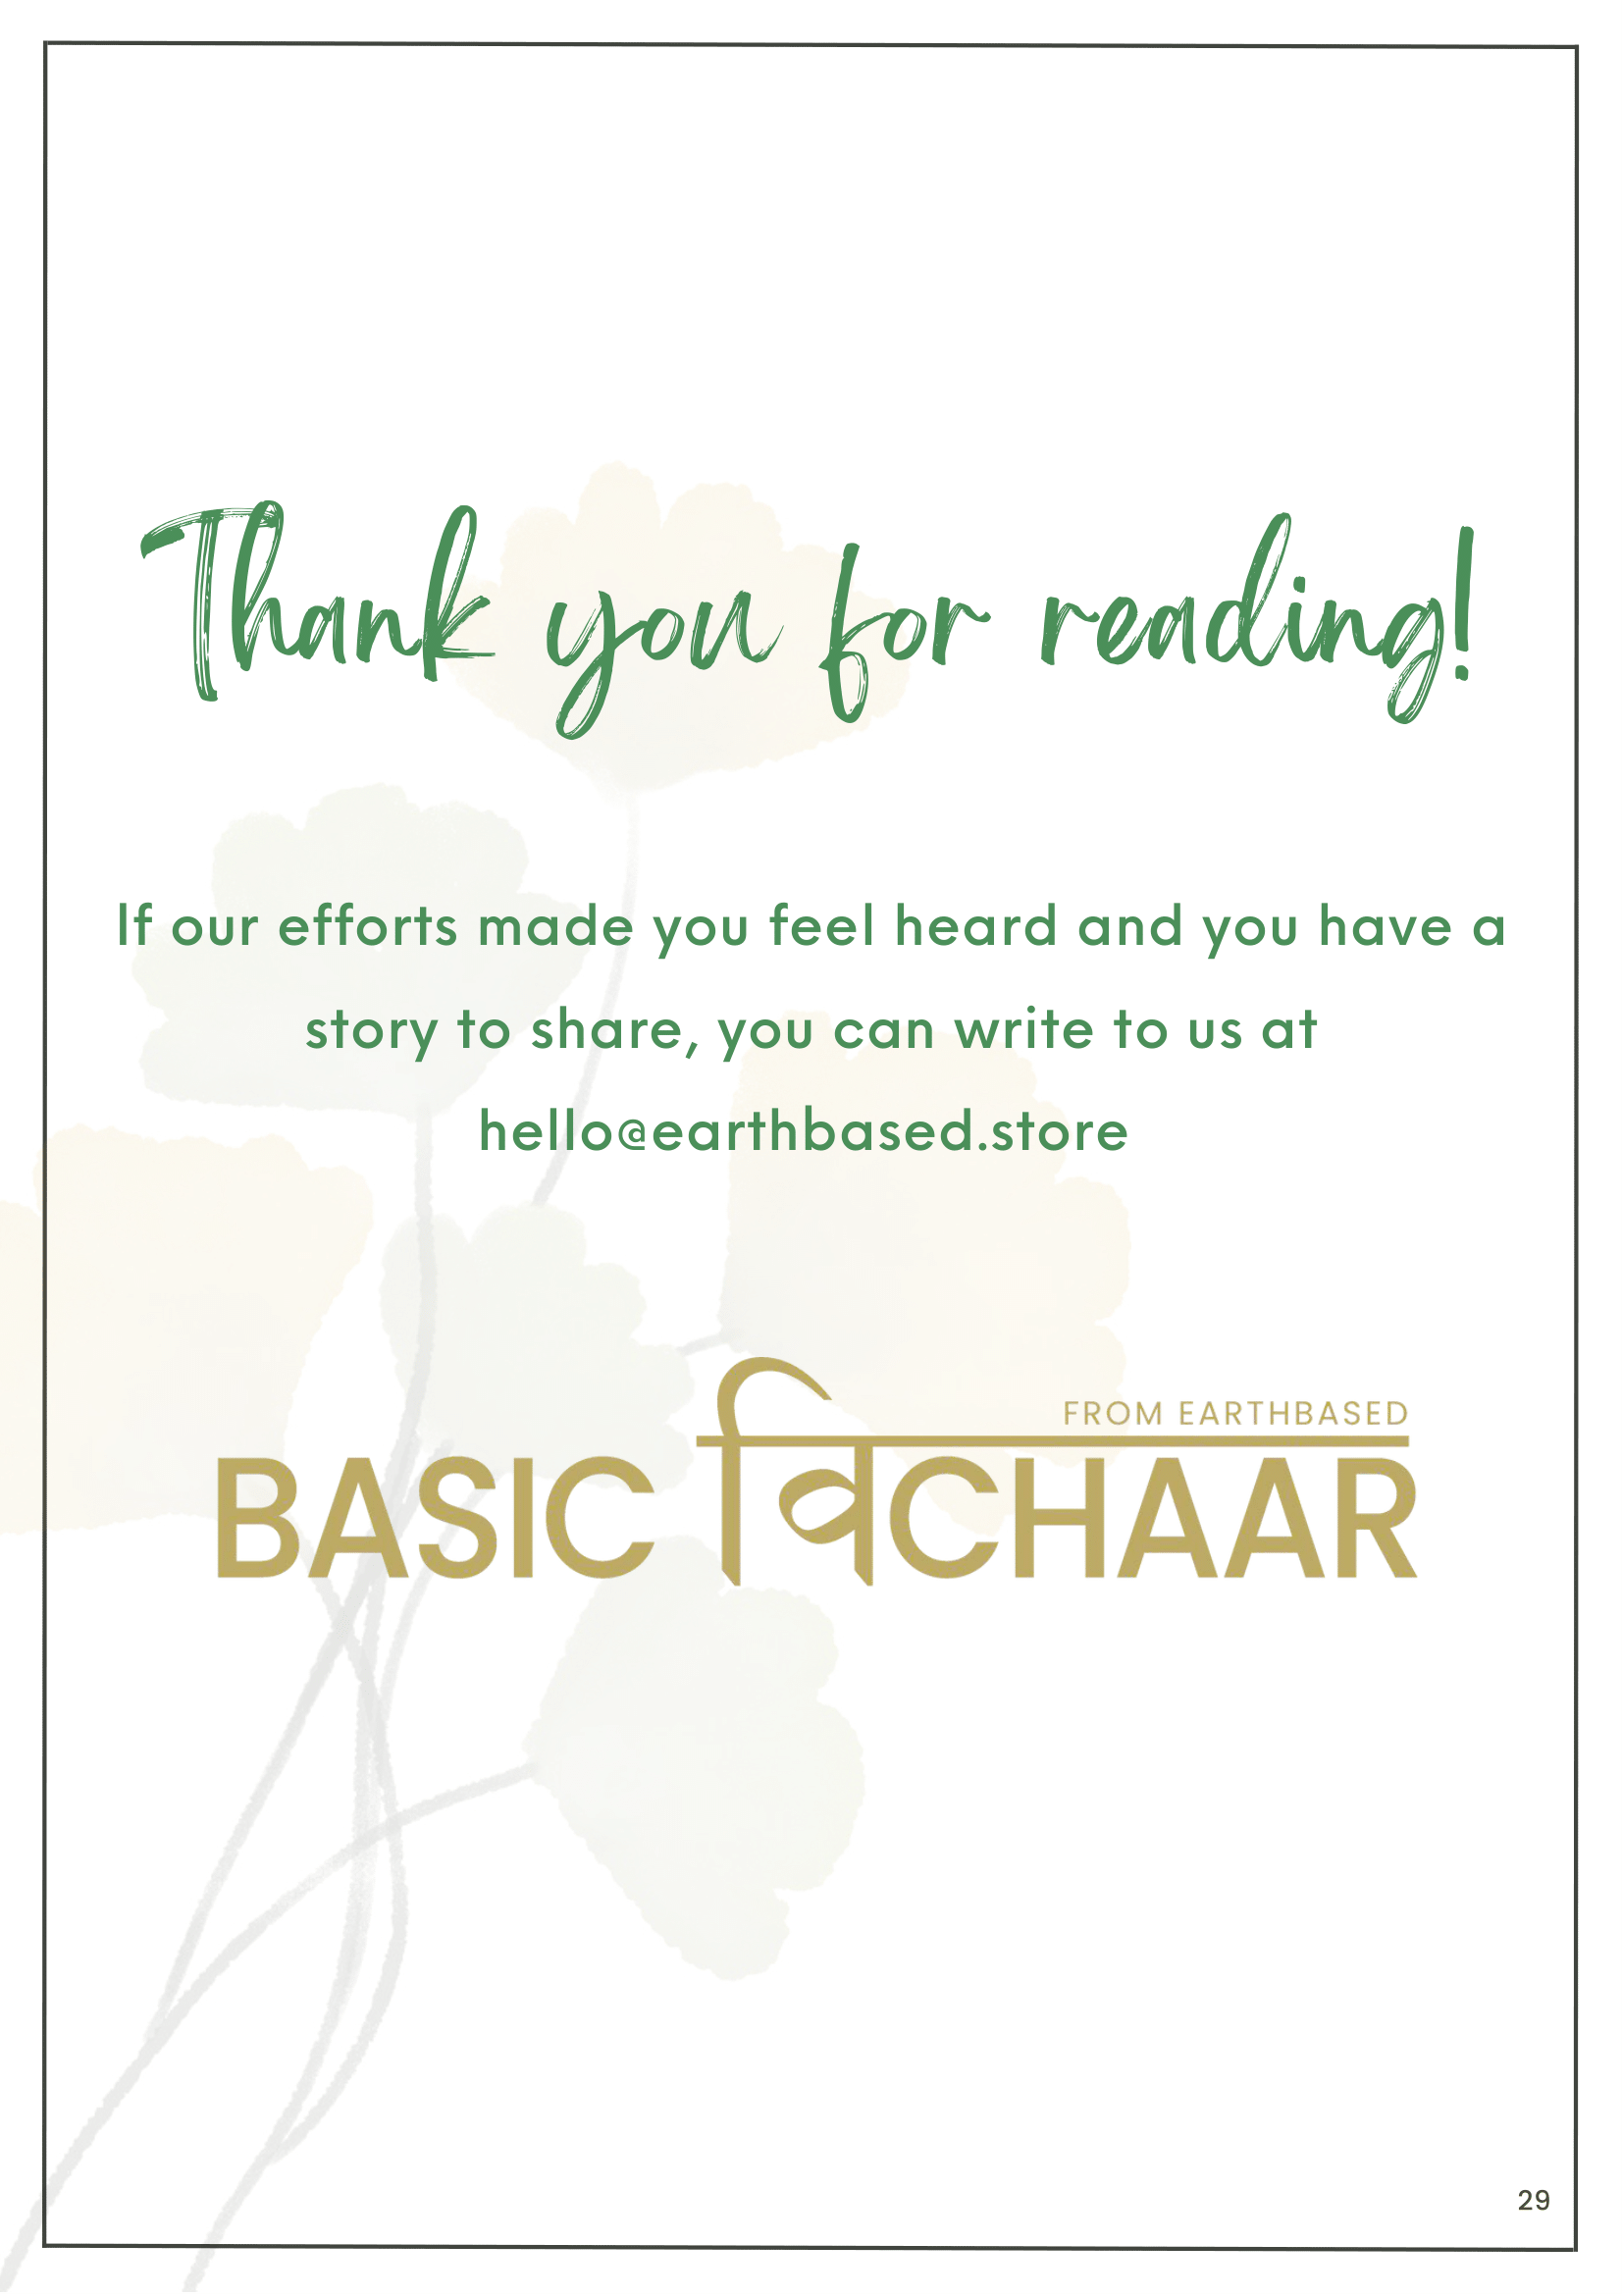 Thank you for reading!
If our efforts made you feel heard and you have a
story to share, you can write to us at
hello@earthbased.store
FROM EARTHBASED
BASIC विCHAAR
29